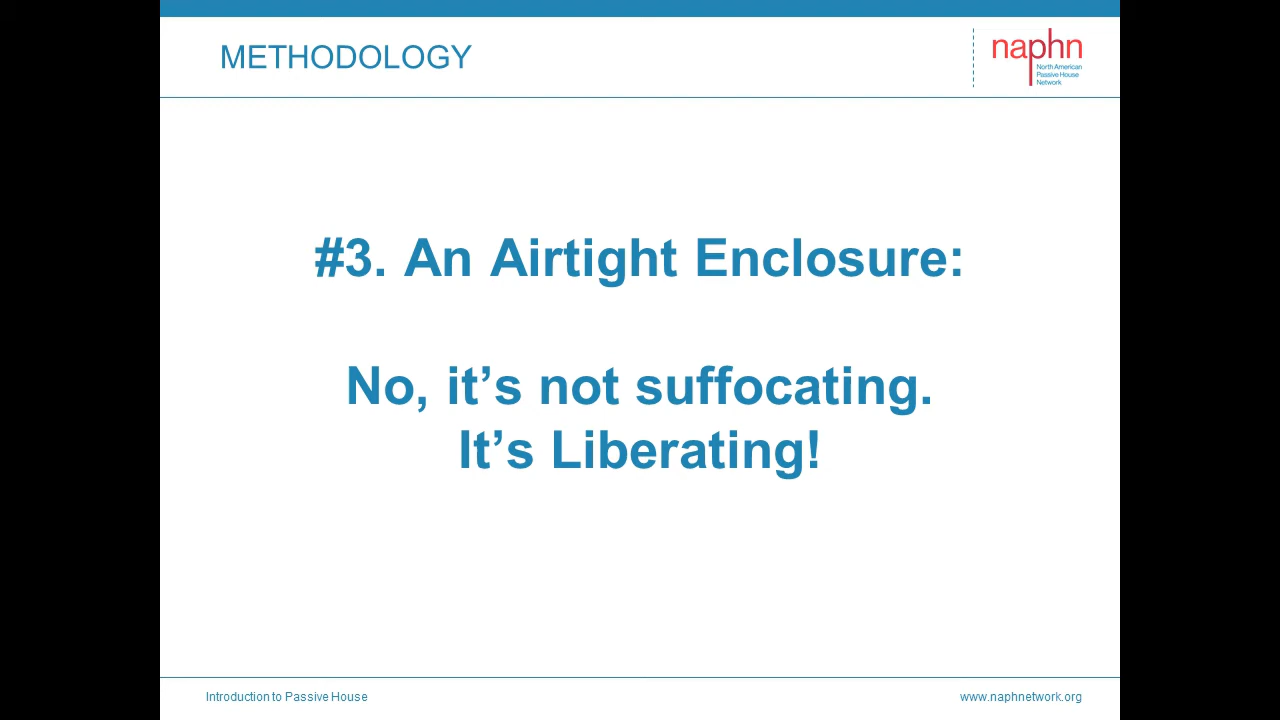 METHODOLOGY
naphn
North American
Passive House
Network
#3. An Airtight Enclosure:
No, it’s not suffocating.
It’s Liberating!
Introduction to Passive House
www.naphnetwork.org